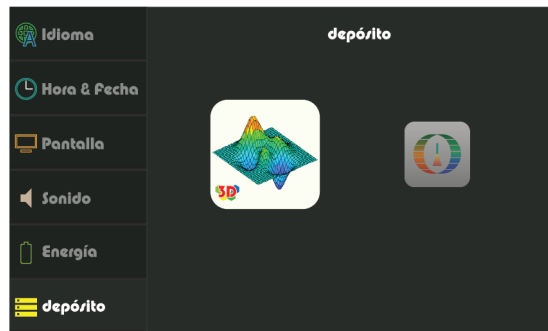 Idioma
Hora & Fecha
Pantalla
Sonido
Energía
depósito
depósito
3D